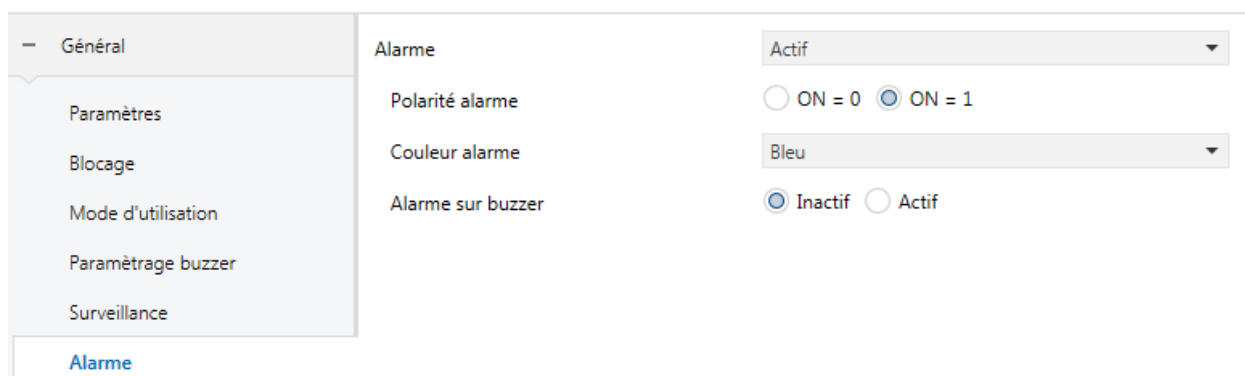 − Général
Paramètres
Blocage
Mode d'utilisation
Paramètrage buzzer
Surveillance
Alarme
Alarme Actif
Polarité alarme ON = 0 ON = 1
Couleur alarme Bleu
Alarme sur buzzer Inactif Actif